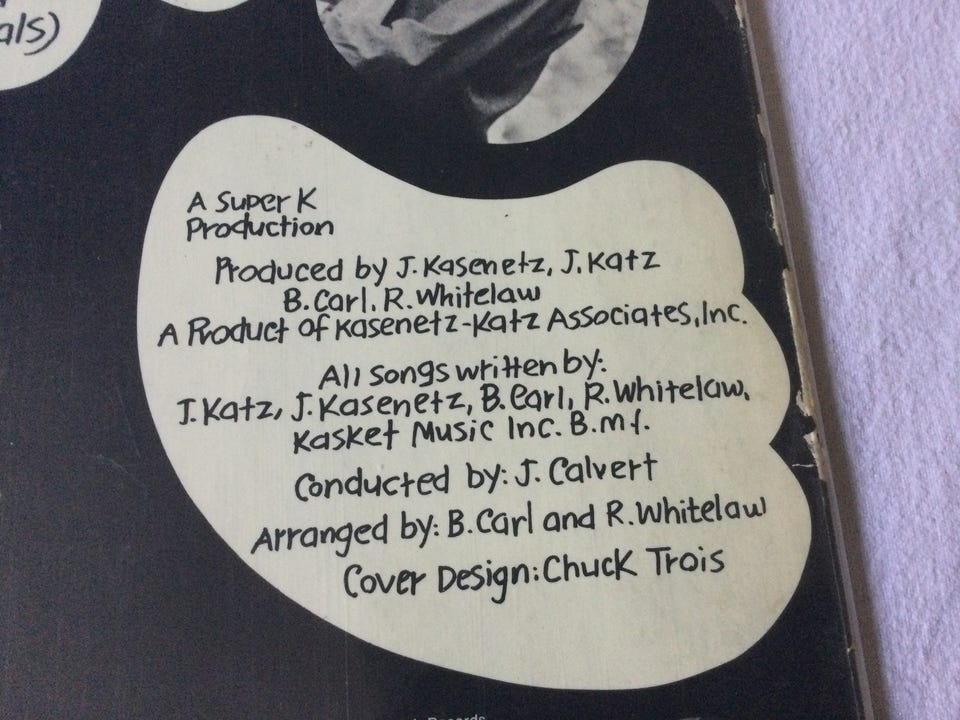 als)
A Super K
Production
Produced by J. Kasenetz, J. Katz
B. Carl, R. Whitelaw
A Product of Kasenetz-Katz Associates, Inc.
All songs written by:
J. Katz, J. Kasenetz, B. Carl, R. Whitelaw,
Kasket Music Inc. B.m.f.
Conducted by: J. Calvert
Arranged by: B. Carl and R. Whitelaw
Cover Design: Chuck Trois
Records